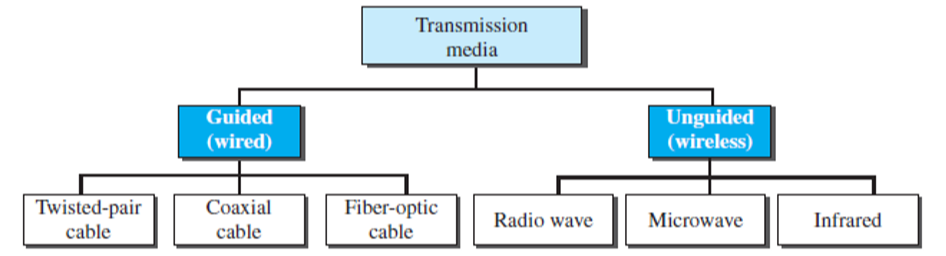 Transmission
media
Guided
(wired)
Unguided
(wireless)
Twisted-pair
cable
Coaxial
cable
Fiber-optic
cable
Radio wave
Microwave
Infrared